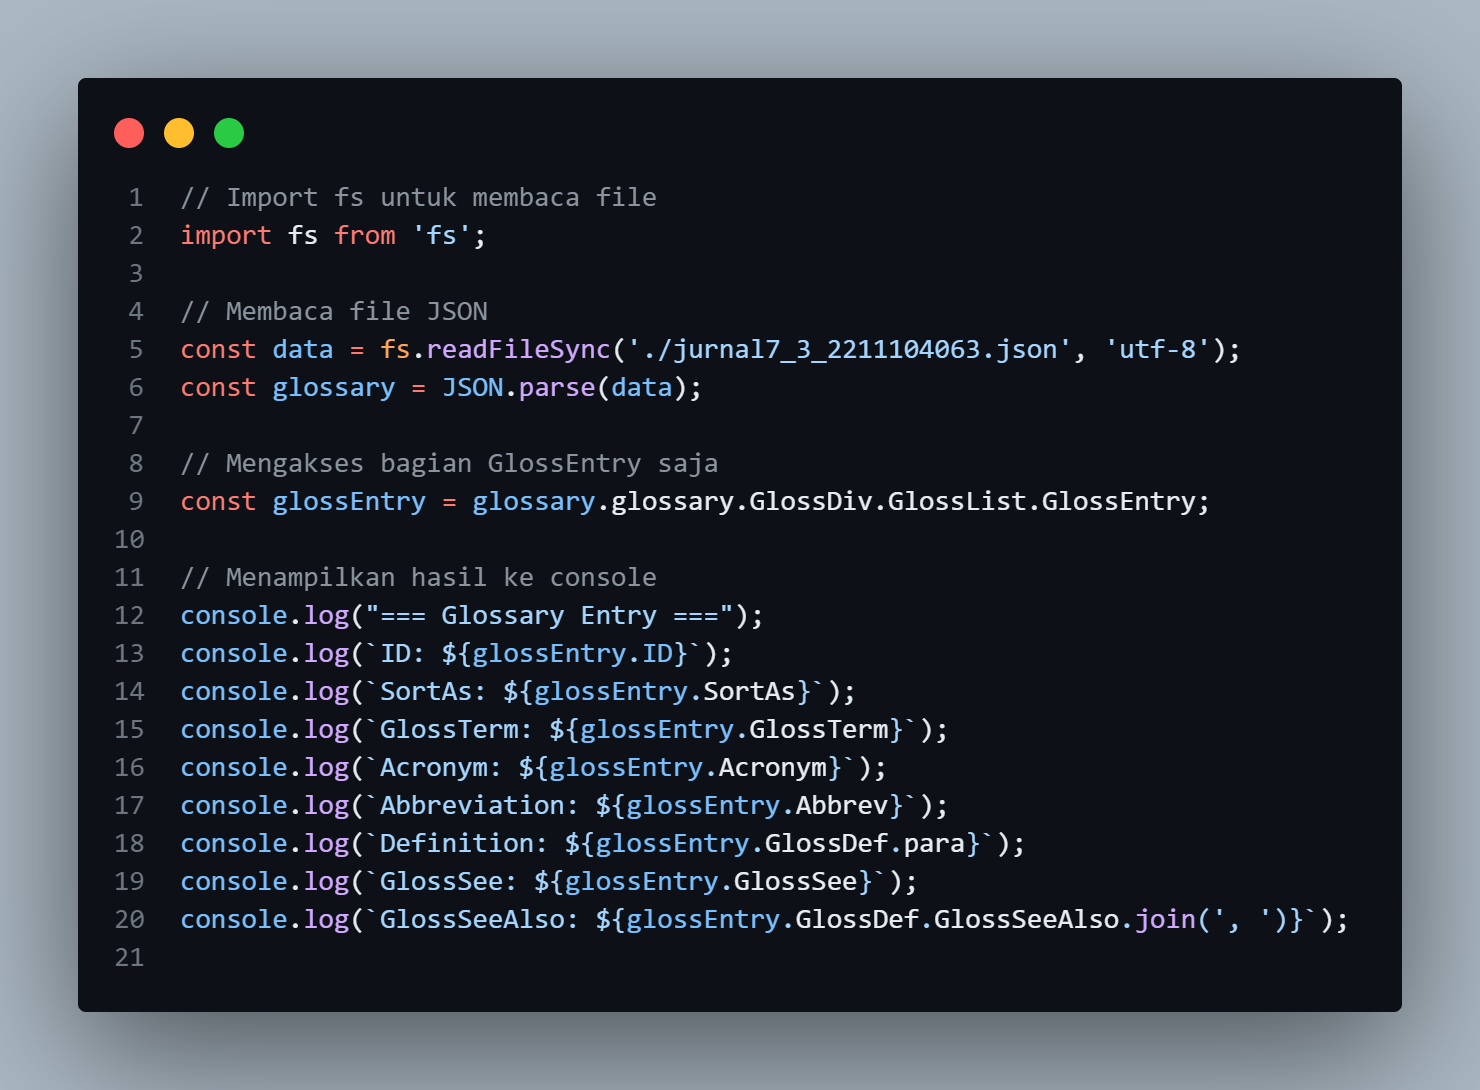 1 // Import fs untuk membaca file
2 import fs from 'fs';
3
4 // Membaca file JSON
5 const data = fs.readFileSync('./jurnal7_3_2211104063.json', 'utf-8');
6 const glossary = JSON.parse(data);
7
8 // Mengakses bagian GlossEntry saja
9 const glossEntry = glossary.glossary.GlossDiv.GlossList.GlossEntry;
10
11 // Menampilkan hasil ke console
12 console.log("=== Glossary Entry ===");
13 console.log(`ID: ${glossEntry.ID}`);
14 console.log(`SortAs: ${glossEntry.SortAs}`);
15 console.log(`GlossTerm: ${glossEntry.GlossTerm}`);
16 console.log(`Acronym: ${glossEntry.Acronym}`);
17 console.log(`Abbreviation: ${glossEntry.Abbrev}`);
18 console.log(`Definition: ${glossEntry.GlossDef.para}`);
19 console.log(`GlossSee: ${glossEntry.GlossSee}`);
20 console.log(`GlossSeeAlso: ${glossEntry.GlossDef.GlossSeeAlso.join(', ')}`);
21